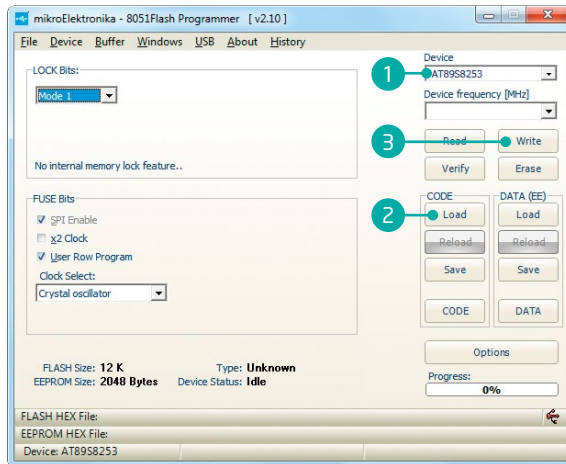 mikroElektronika - 8051Flash Programmer [ v2.10 ]
File Device Buffer Windows USB About History
LOCK Bits:
Mode 1
No internal memory lock feature..
FUSE Bits
SPI Enable
x2 Clock
User Row Program
Clock Select:
Crystal oscillator
FLASH Size: 12 K Type: Unknown
EEPROM Size: 2048 Bytes Device Status: Idle
Device
1 AT89S8253
Device frequency [MHz]
3 Read Write
Verify Erase
CODE DATA (EE)
2 Load Load
Reload Reload
Save Save
CODE DATA
Options
Progress:
0%
FLASH HEX File:
EEPROM HEX File:
Device: AT89S8253